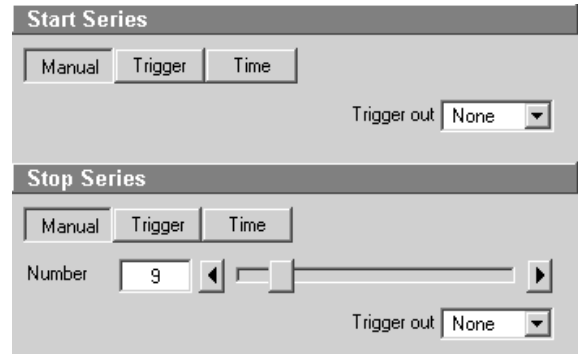 Start Series
Manual Trigger Time
Trigger out None
Stop Series
Manual Trigger Time
Number 9
Trigger out None